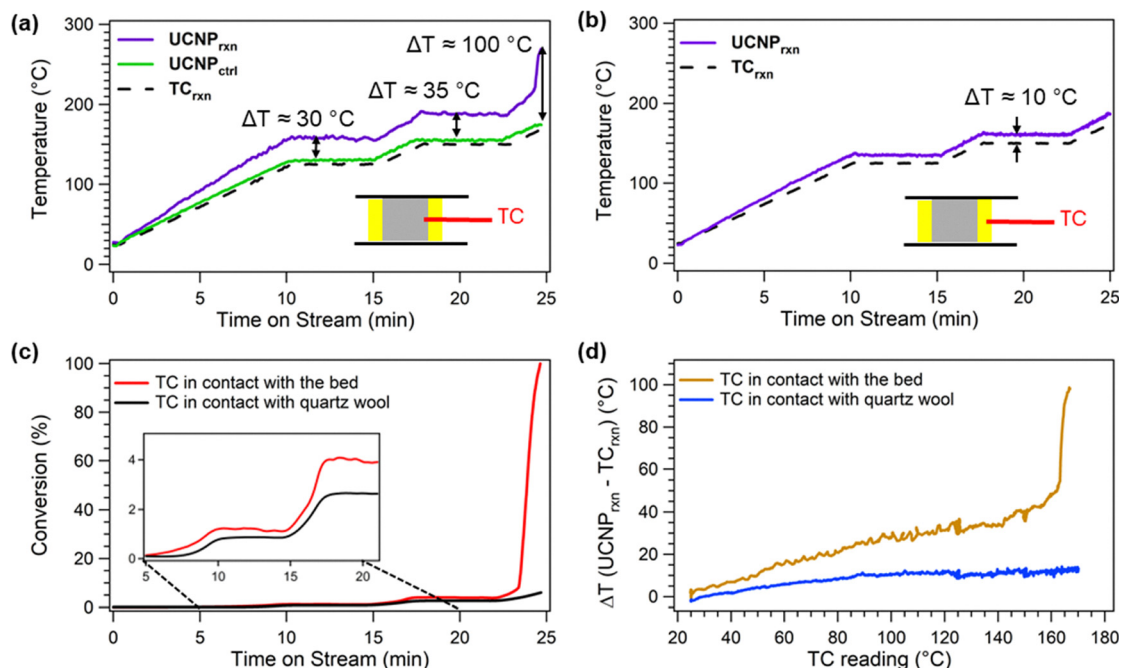 (a)
300
200
100
0
Temperature (°C)
UCNPrxn
UCNPctrl
TCrxn
ΔT ≈ 100 °C
ΔT ≈ 35 °C
ΔT ≈ 30 °C
TC
0 5 10 15 20 25
Time on Stream (min)
(b)
300
200
100
0
Temperature (°C)
UCNPrxn
TCrxn
ΔT ≈ 10 °C
TC
0 5 10 15 20 25
Time on Stream (min)
(c)
100
80
60
40
20
0
Conversion (%)
TC in contact with the bed
TC in contact with quartz wool
4
2
0
5 10 15 20
0 5 10 15 20 25
Time on Stream (min)
(d)
100
80
60
40
20
0
ΔT (UCNPrxn - TCrxn) (°C)
TC in contact with the bed
TC in contact with quartz wool
20 40 60 80 100 120 140 160 180
TC reading (°C)